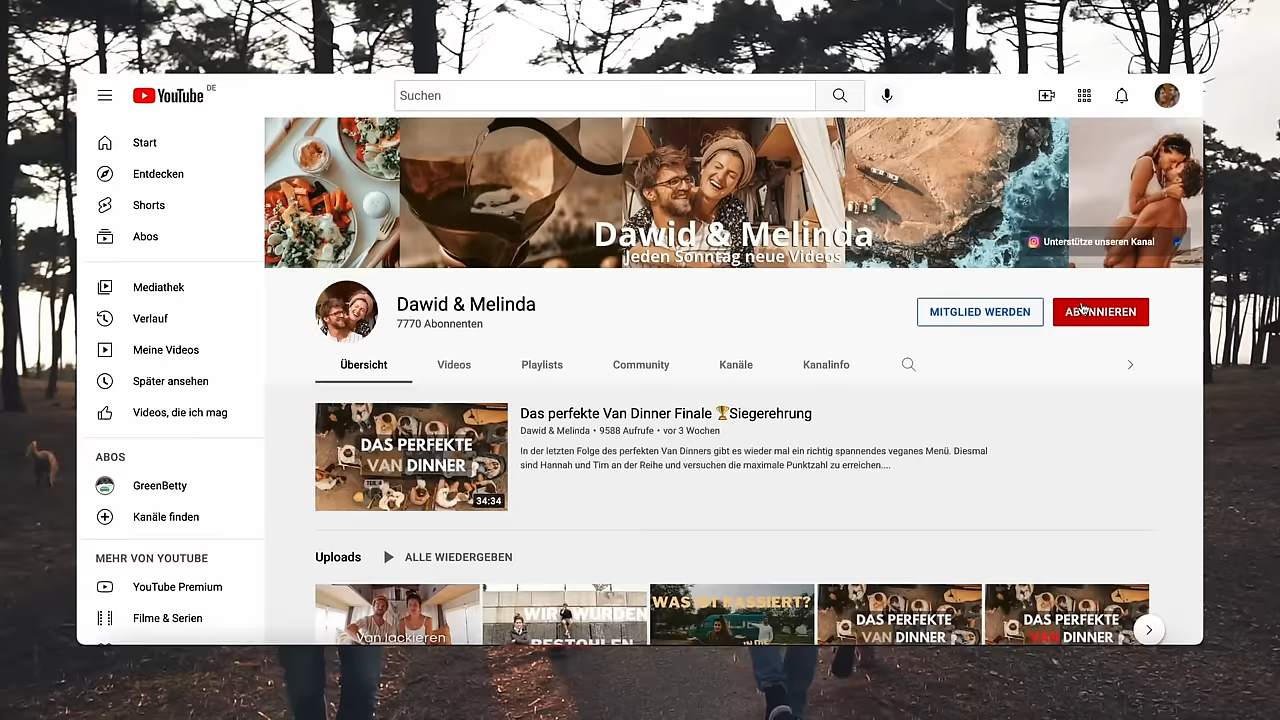 YouTube DE
Suchen
Start
Entdecken
Shorts
Abos
Mediathek
Verlauf
Meine Videos
Später ansehen
Videos, die ich mag
ABOS
GreenBetty
Kanäle finden
MEHR VON YOUTUBE
YouTube Premium
Filme & Serien
Dawid & Melinda
Jeden Sonntag neue Videos
Unterstütze unseren Kanal
Dawid & Melinda
7770 Abonnenten
MITGLIED WERDEN
ABONNIEREN
Übersicht
Videos
Playlists
Community
Kanäle
Kanalinfo
DAS PERFEKTE
VAN DINNER
TEIL 4
34:34
Das perfekte Van Dinner Finale 🏆Siegerehrung
Dawid & Melinda • 9588 Aufrufe • vor 3 Wochen
In der letzten Folge des perfekten Van Dinners gibt es wieder mal ein richtig spannendes veganes Menü. Diesmal
sind Hannah und Tim an der Reihe und versuchen die maximale Punktzahl zu erreichen....
Uploads
ALLE WIEDERGEBEN
Van lackieren
WIR WURDEN
BESTOHLEN
WAS IST PASSIERT?
DAS PERFEKTE
VAN DINNER
DAS PERFEKTE
VAN DINNER